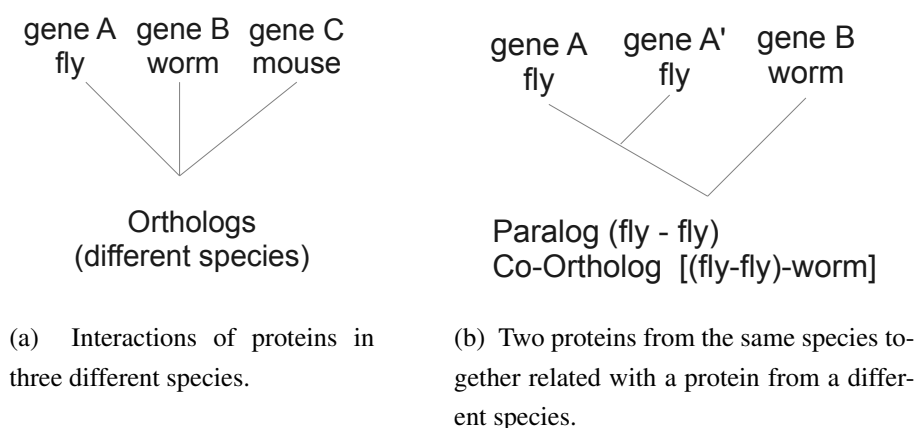 gene A gene B gene C
fly worm mouse
Orthologs
(different species)
(a) Interactions of proteins in
three different species.
gene A gene A' gene B
fly fly worm
Paralog (fly - fly)
Co-Ortholog [(fly-fly)-worm]
(b) Two proteins from the same species to-
gether related with a protein from a differ-
ent species.